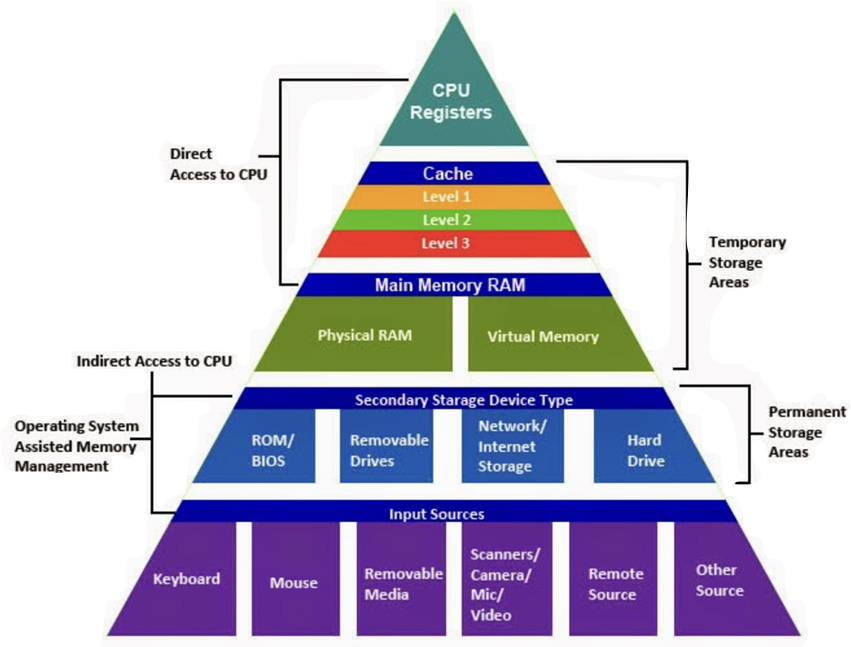 CPU
Registers
Direct
Access to CPU
Cache
Level 1
Level 2
Level 3
Temporary
Storage
Areas
Main Memory RAM
Physical RAM
Virtual Memory
Indirect Access to CPU
Operating System
Assisted Memory
Management
Secondary Starage Device Type
ROM/
BIOS
Removable
Drives
Network/
Internet
Storage
Hard
Drive
Permanent
Storage
Areas
Input Sources
Keyboard
Mouse
Removable
Media
Scanners/
Camera/
Mic/
Video
Remote
Source
Other
Source